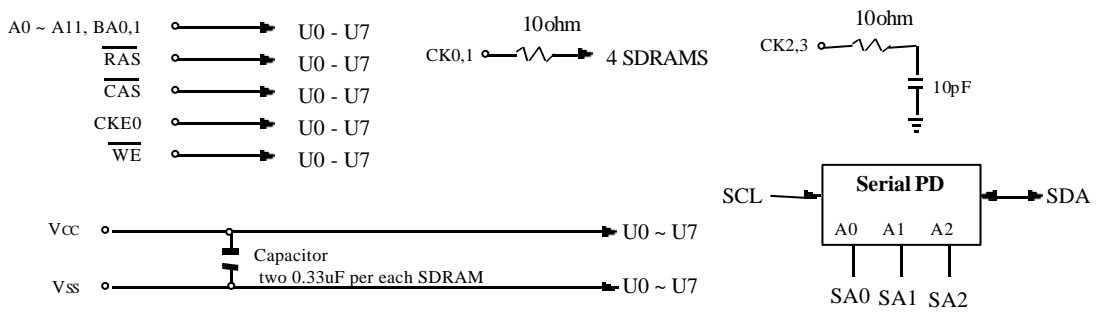 A0 ~ A11, BA0,1 U0 - U7
RAS U0 - U7
CAS U0 - U7
CKE0 U0 - U7
WE U0 - U7
10ohm
CK0,1 4 SDRAMS
10ohm
CK2,3
10pF
Serial PD
SCL SDA
A0 A1 A2
SA0 SA1 SA2
Vcc U0 ~ U7
Capacitor
two 0.33uF per each SDRAM
Vss U0 ~ U7